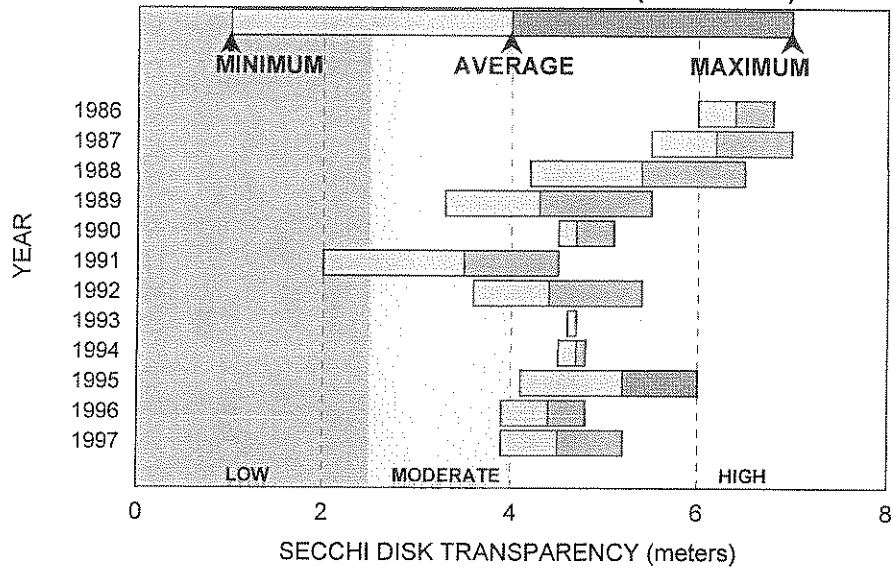 MINIMUM AVERAGE MAXIMUM
1986
1987
1988
1989
1990
1991
1992
1993
1994
1995
1996
1997
YEAR
LOW MODERATE HIGH
0 2 4 6 8
SECCHI DISK TRANSPARENCY (meters)